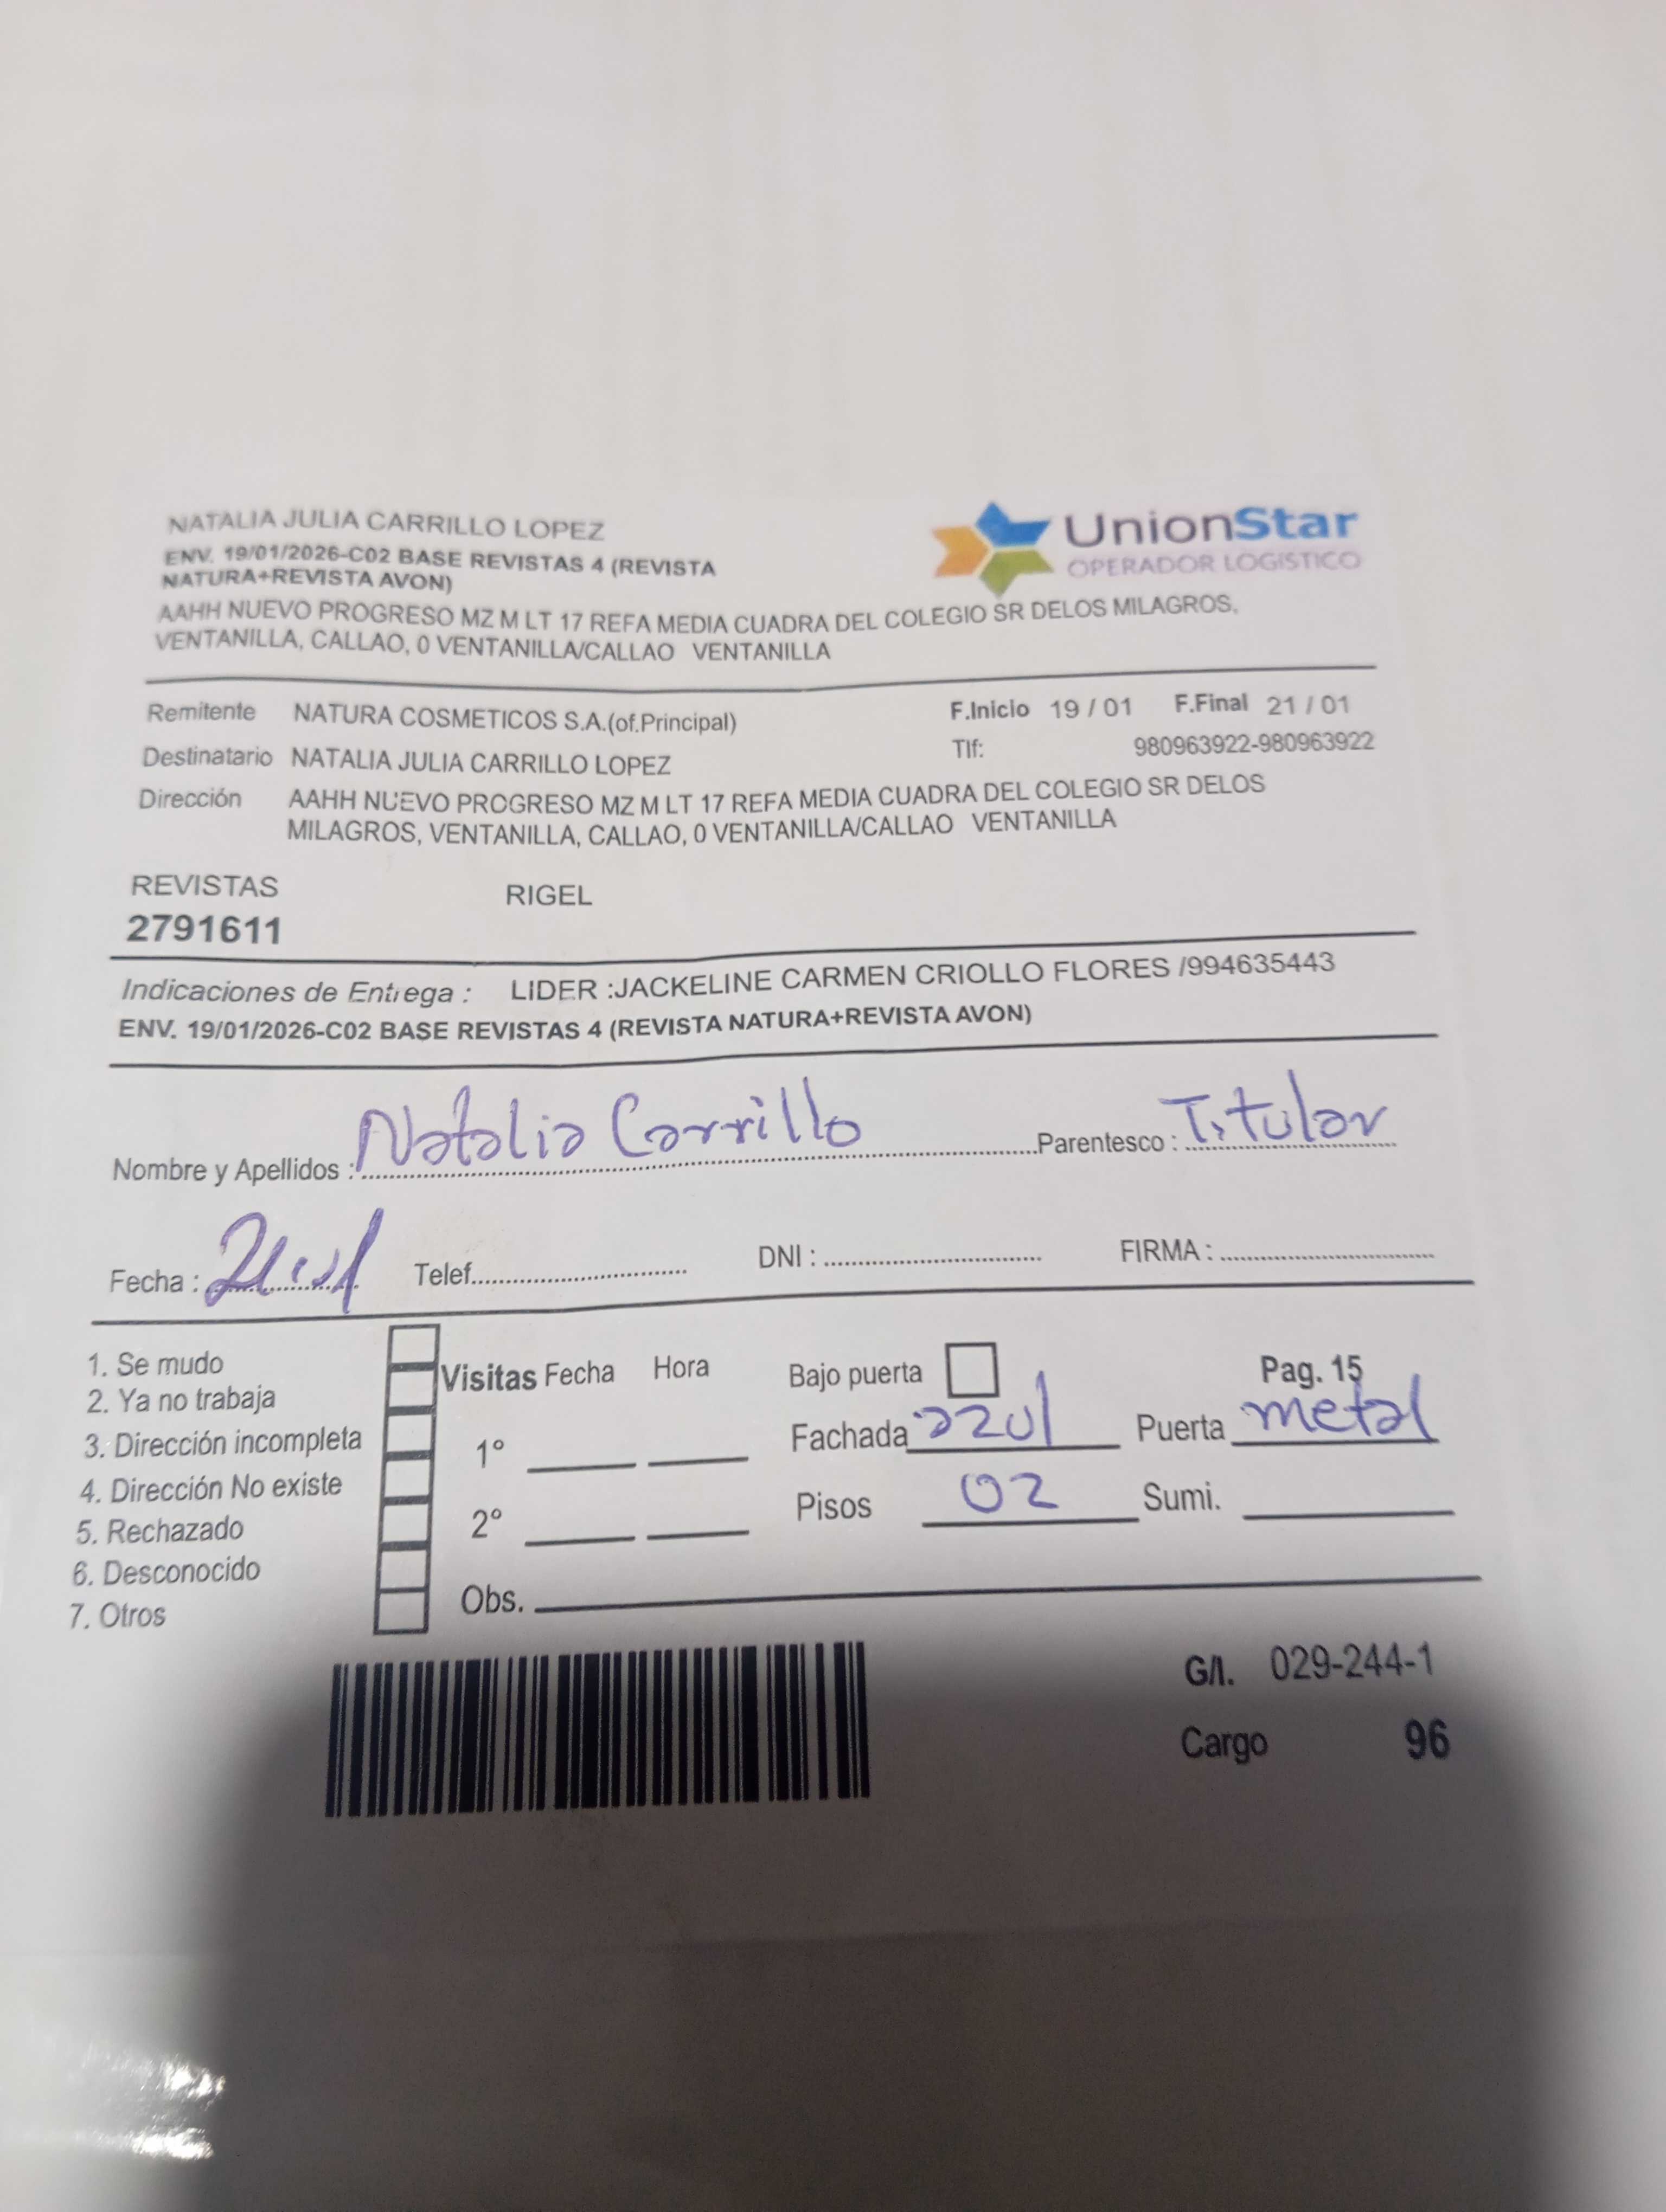 NATALIA JULIA CARRILLO LOPEZ
UnionStar
OPERADOR LOGISTICO
ENV. 19/01/2026-C02 BASE REVISTAS 4 (REVISTA
NATURA+REVISTA AVON)
AAHH NUEVO PROGRESO MZ M LT 17 REFA MEDIA CUADRA DEL COLEGIO SR DELOS MILAGROS,
VENTANILLA, CALLAO, 0 VENTANILLA/CALLAO VENTANILLA
Remitente NATURA COSMETICOS S.A.(of.Principal) F.Inicio 19 / 01 F.Final 21 / 01
Destinatario NATALIA JULIA CARRILLO LOPEZ Tlf: 980963922-980963922
Dirección AAHH NUEVO PROGRESO MZ M LT 17 REFA MEDIA CUADRA DEL COLEGIO SR DELOS
MILAGROS, VENTANILLA, CALLAO, 0 VENTANILLA/CALLAO VENTANILLA
REVISTAS RIGEL
2791611
Indicaciones de Entrega : LIDER :JACKELINE CARMEN CRIOLLO FLORES /994635443
ENV. 19/01/2026-C02 BASE REVISTAS 4 (REVISTA NATURA+REVISTA AVON)
Nombre y Apellidos : Natalia Carrillo Parentesco : Titular
Fecha : Telef. DNI : FIRMA :
1. Se mudo
2. Ya no trabaja
3. Dirección incompleta
4. Dirección No existe
5. Rechazado
6. Desconocido
7. Otros
Visitas Fecha Hora
1°
2°
Obs.
Bajo puerta Pag. 15
Fachada azul Puerta metal
Pisos 02 Sumi.
G/I. 029-244-1
Cargo 96